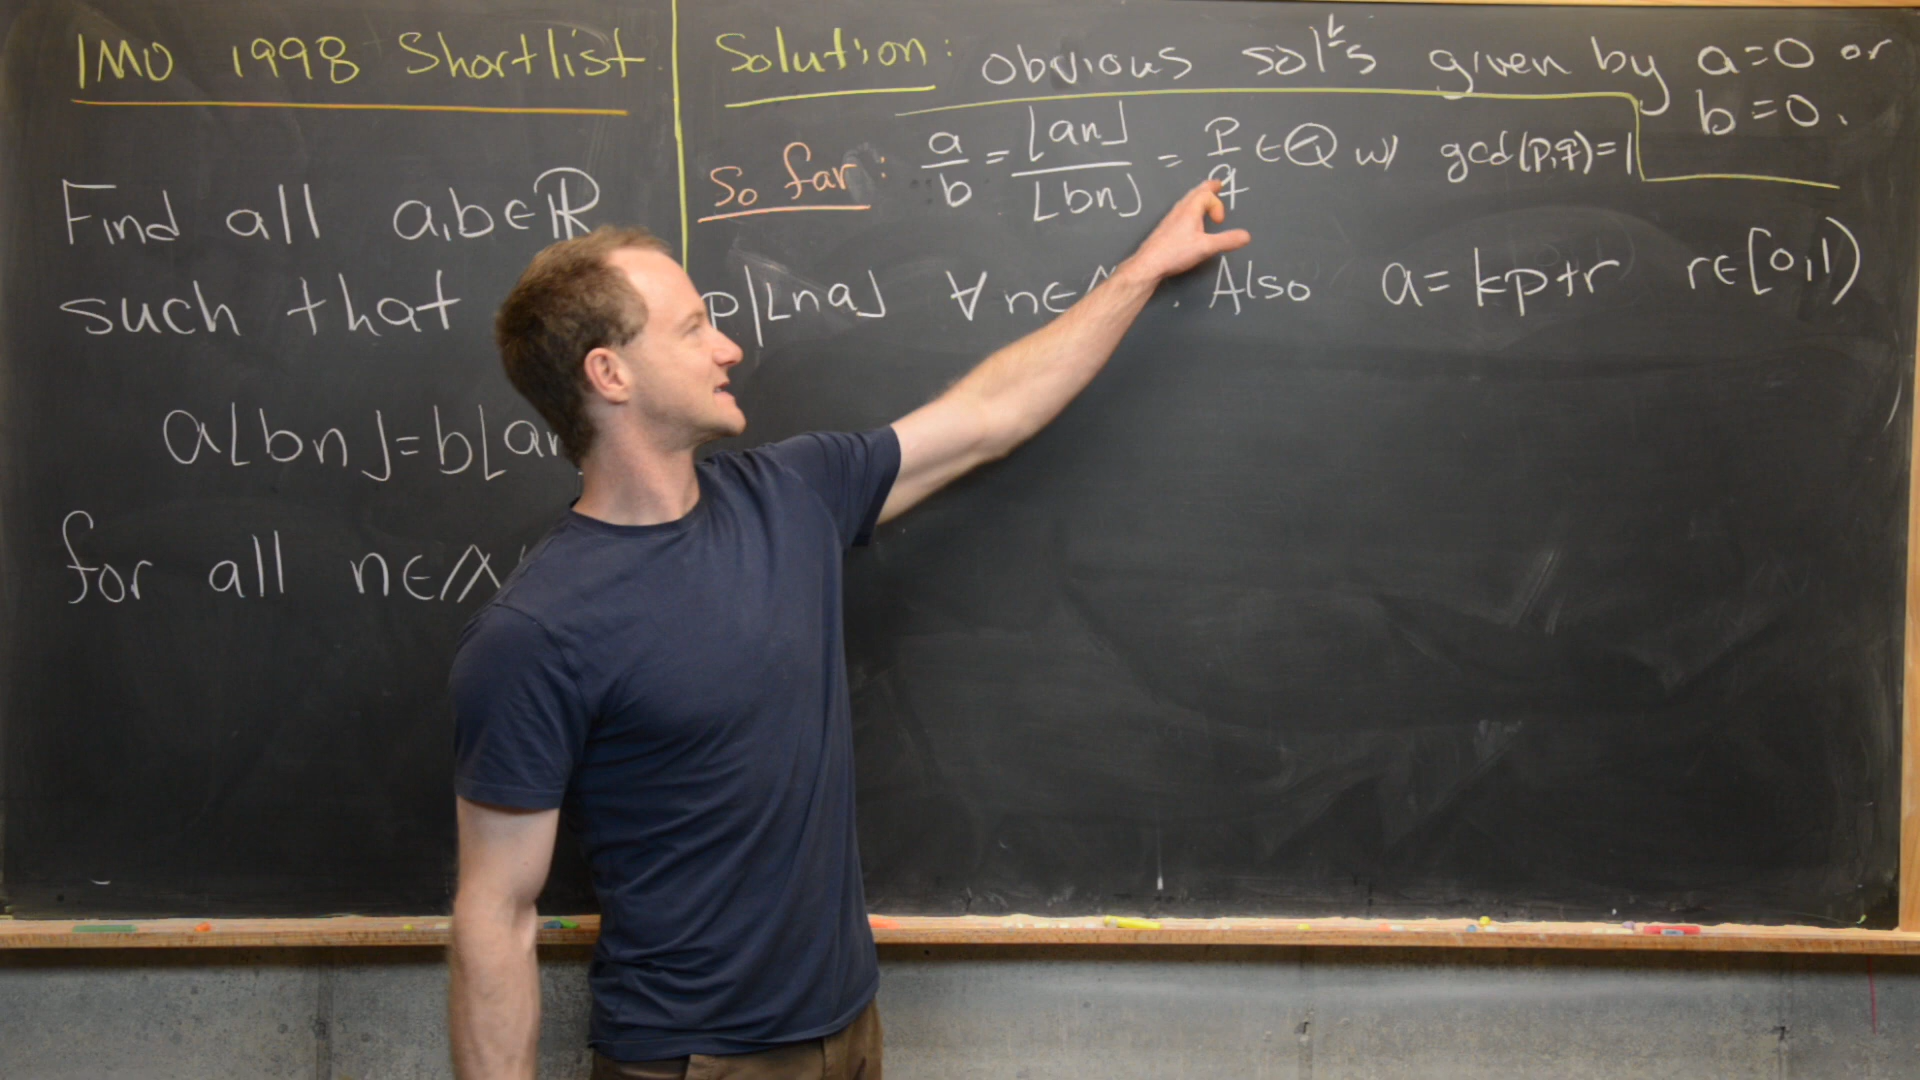 IMO 1998 Shortlist
Find all a,b∈ℝ
such that
a⌊bn⌋=b⌊an
for all n∈ℕ
Solution: obvious sol's given by a=0 or
b=0.
So far: a/b = ⌊an⌋/⌊bn⌋ = p/q ∈ℚ w/ gcd(p,q)=1
p|⌊na⌋ ∀n∈ℕ. Also a=kp+r r∈[0,1)